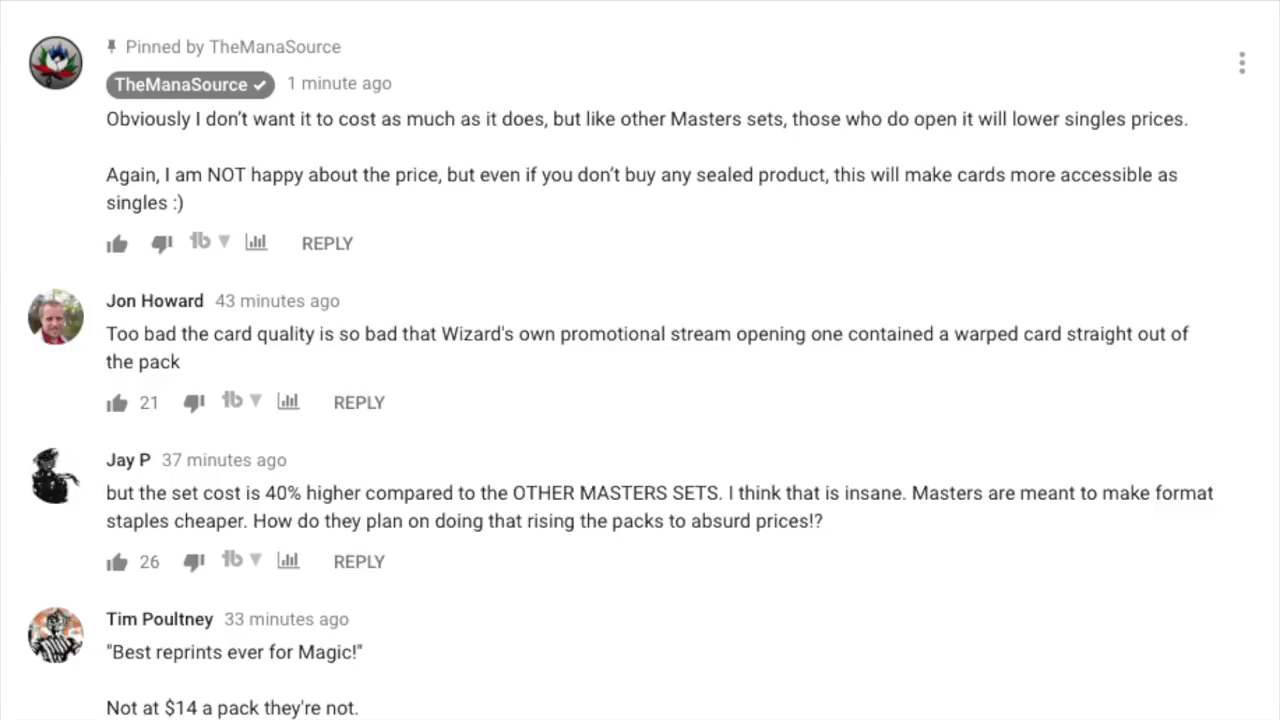 Pinned by TheManaSource
TheManaSource 1 minute ago
Obviously I don’t want it to cost as much as it does, but like other Masters sets, those who do open it will lower singles prices.
Again, I am NOT happy about the price, but even if you don’t buy any sealed product, this will make cards more accessible as
singles :)
tb REPLY
Jon Howard 43 minutes ago
Too bad the card quality is so bad that Wizard's own promotional stream opening one contained a warped card straight out of
the pack
21 tb REPLY
Jay P 37 minutes ago
but the set cost is 40% higher compared to the OTHER MASTERS SETS. I think that is insane. Masters are meant to make format
staples cheaper. How do they plan on doing that rising the packs to absurd prices!?
26 tb REPLY
Tim Poultney 33 minutes ago
"Best reprints ever for Magic!"
Not at $14 a pack they're not.